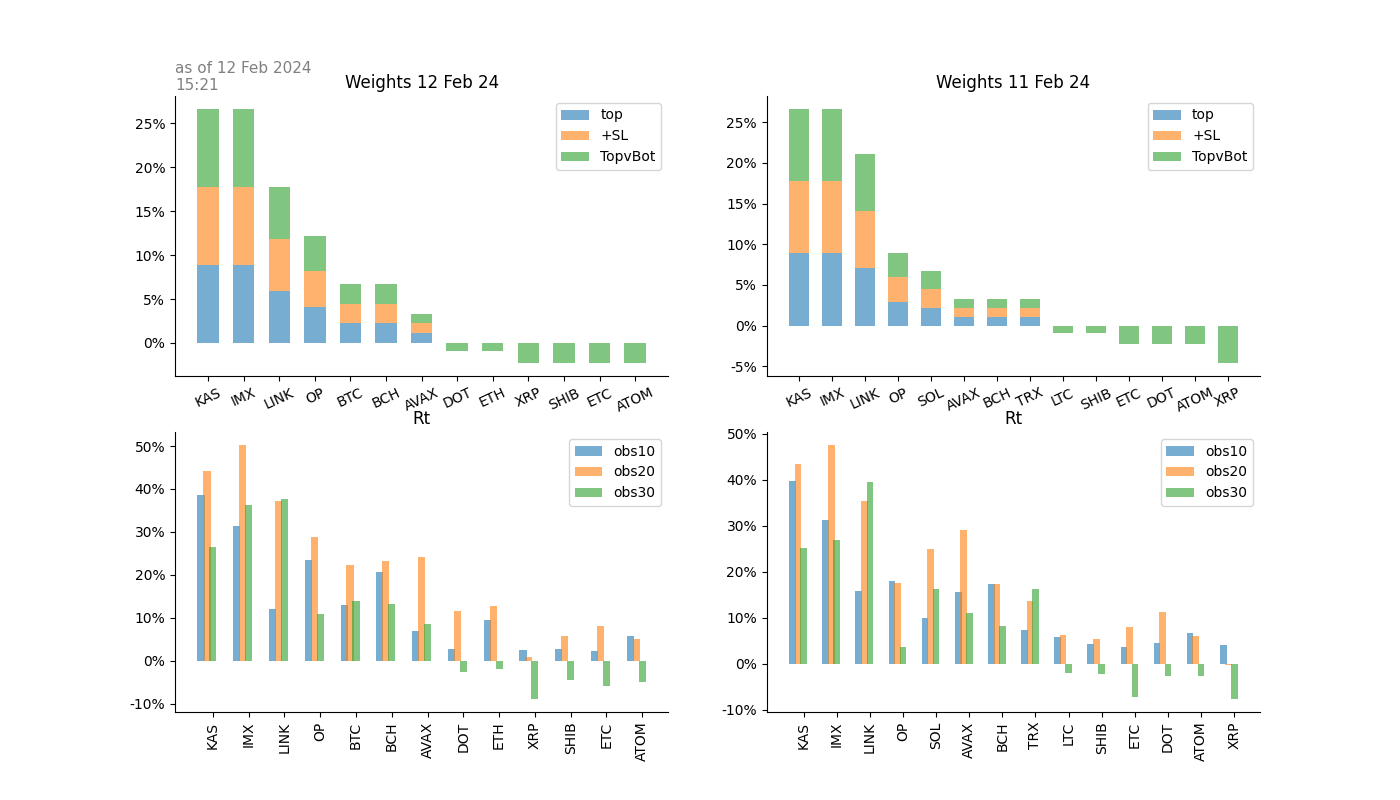 as of 12 Feb 2024
15:21
Weights 12 Feb 24
25%
20%
15%
10%
5%
0%
top
+SL
TopvBot
KAS IMX LINK OP BTC BCH AVAX DOT ETH XRP SHIB ETC ATOM
Weights 11 Feb 24
25%
20%
15%
10%
5%
0%
-5%
top
+SL
TopvBot
KAS IMX LINK OP SOL AVAX BCH TRX LTC SHIB ETC DOT ATOM XRP
Rt
50%
40%
30%
20%
10%
0%
-10%
obs10
obs20
obs30
KAS IMX LINK OP BTC BCH AVAX DOT ETH XRP SHIB ETC ATOM
Rt
50%
40%
30%
20%
10%
0%
-10%
obs10
obs20
obs30
KAS IMX LINK OP SOL AVAX BCH TRX LTC SHIB ETC DOT ATOM XRP